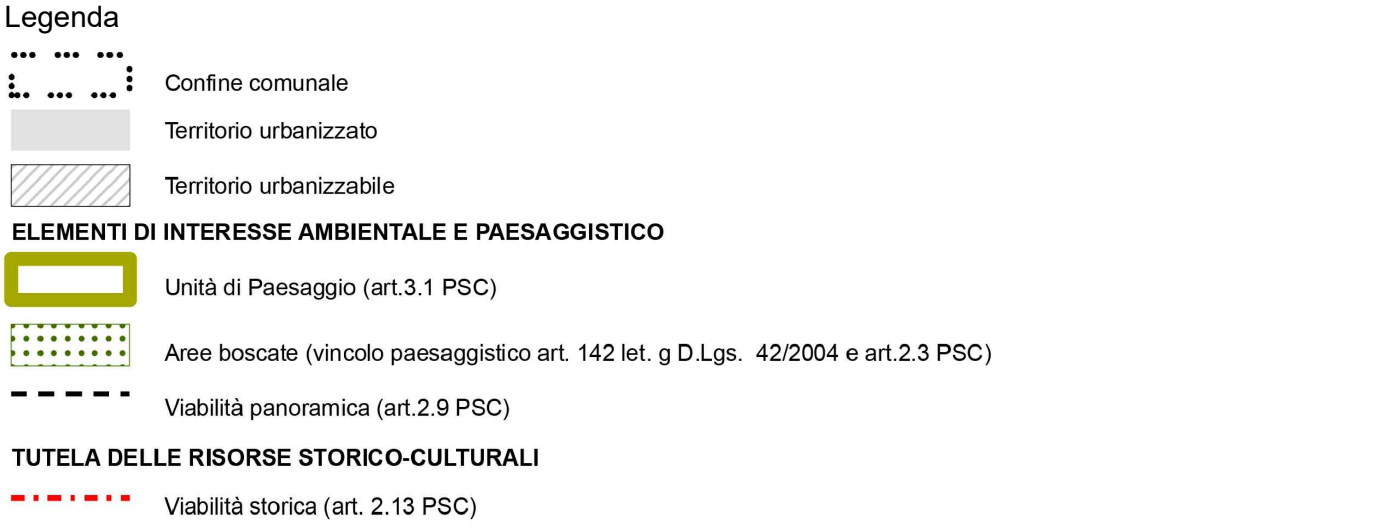 Legenda
Confine comunale
Territorio urbanizzato
Territorio urbanizzabile
ELEMENTI DI INTERESSE AMBIENTALE E PAESAGGISTICO
Unità di Paesaggio (art.3.1 PSC)
Aree boscate (vincolo paesaggistico art. 142 let. g D.Lgs.  42/2004 e art.2.3 PSC)
Viabilità panoramica (art.2.9 PSC)
TUTELA DELLE RISORSE STORICO-CULTURALI
Viabilità storica (art. 2.13 PSC)